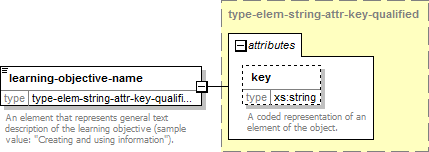 type-elem-string-attr-key-qualified
attributes
learning-objective-name
type type-elem-string-attr-key-qualifi...
An element that represents general text
description of the learning objective (sample
value: "Creating and using information").
key
type xs:string
A coded representation of an
element of the object.